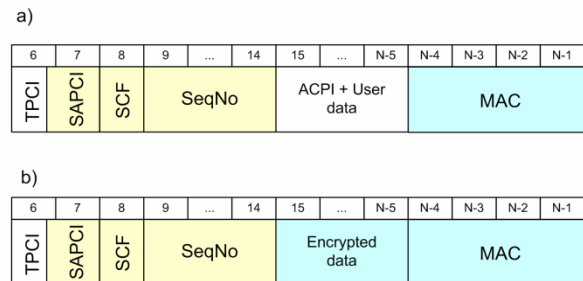 a)
6 7 8 9 ... 14 15 ... N-5 N-4 N-3 N-2 N-1
TPCI SAPCI SCF SeqNo ACPI + User data MAC
b)
6 7 8 9 ... 14 15 ... N-5 N-4 N-3 N-2 N-1
TPCI SAPCI SCF SeqNo Encrypted data MAC